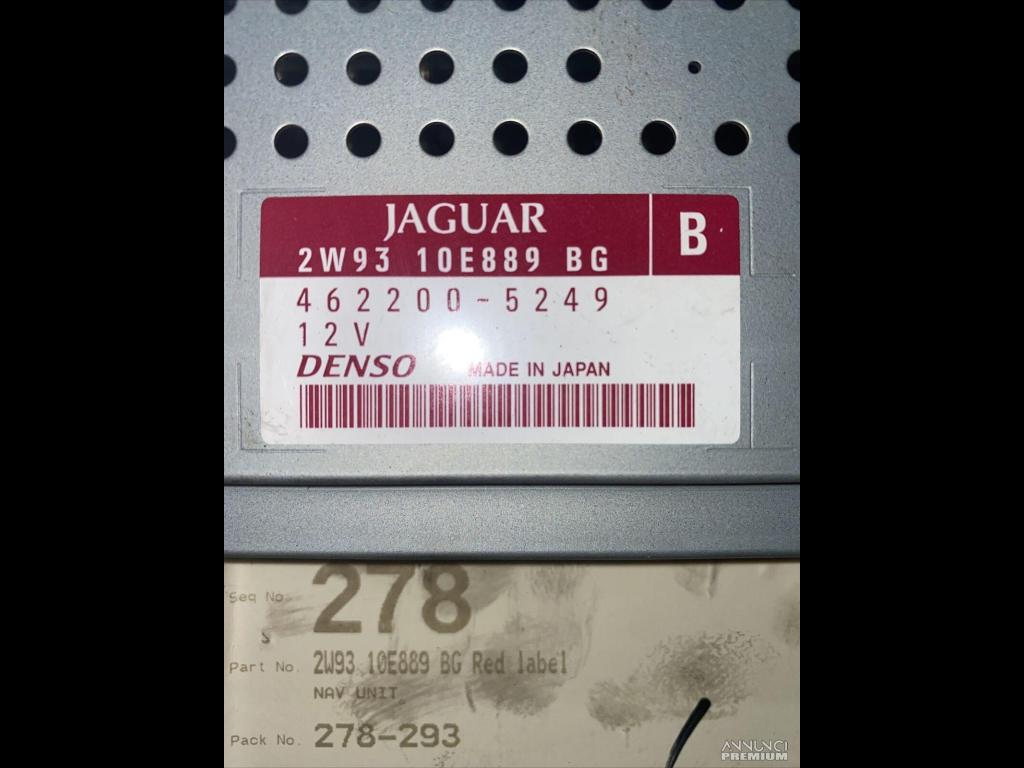 JAGUAR
B
2W93 10E889 BG
462200-5249
12V
DENSO MADE IN JAPAN
Seq No. 278
s
Part No. 2W93 10E889 BG Red label
NAV UNIT
Pack No. 278-293
ANNUNCI
PREMIUM